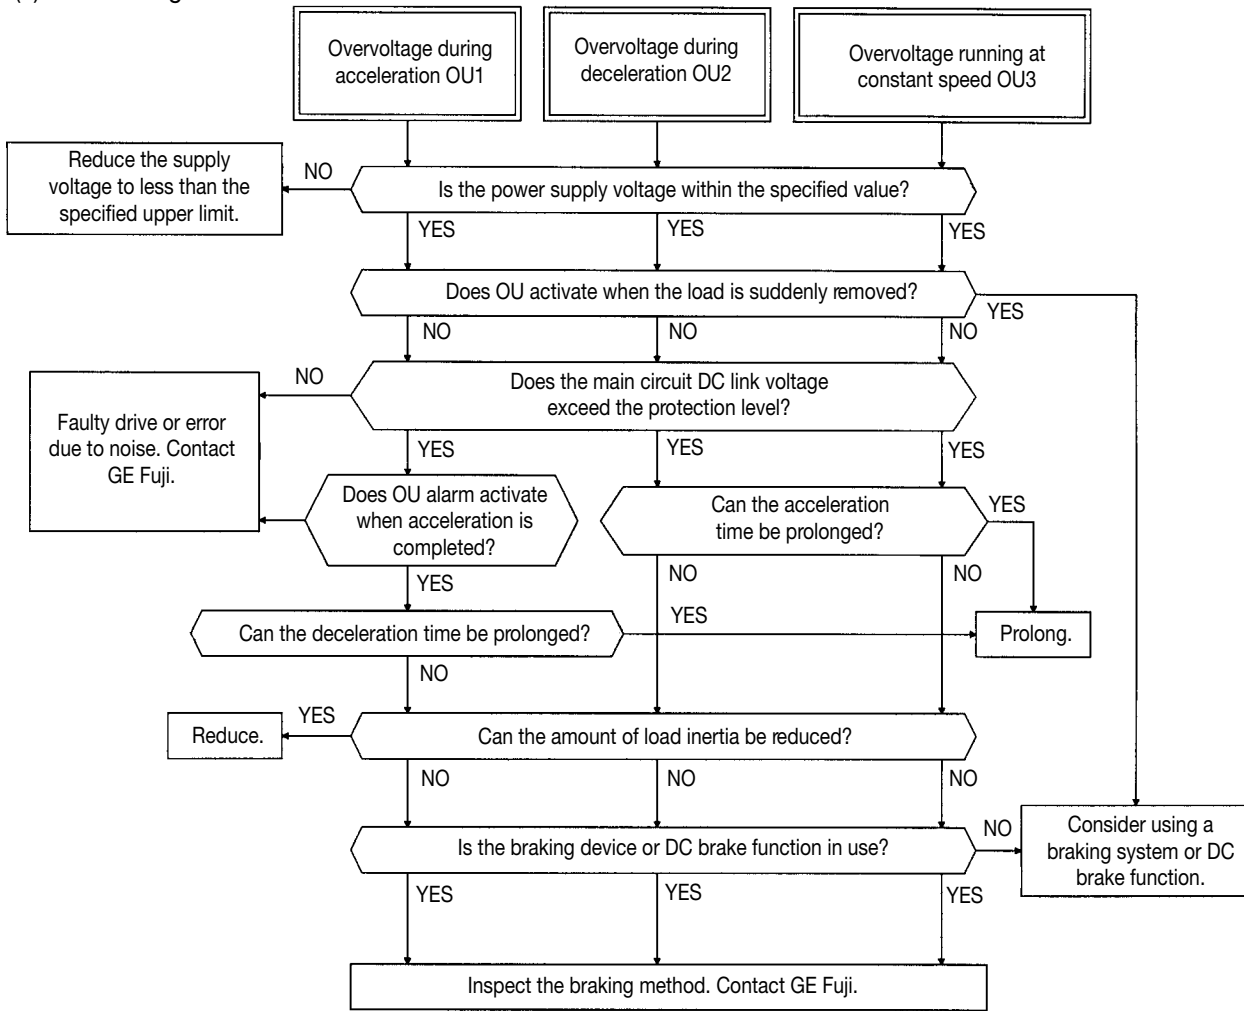 Overvoltage during
acceleration OU1
Overvoltage during
deceleration OU2
Overvoltage running at
constant speed OU3
Reduce the supply
voltage to less than the
specified upper limit.
NO
Is the power supply voltage within the specified value?
YES
YES
YES
Does OU activate when the load is suddenly removed?
YES
NO
NO
NO
NO
Does the main circuit DC link voltage
exceed the protection level?
Faulty drive or error
due to noise. Contact
GE Fuji.
YES
YES
YES
Does OU alarm activate
when acceleration is
completed?
Can the acceleration
time be prolonged?
YES
YES
NO
NO
Can the deceleration time be prolonged?
YES
Prolong.
NO
Reduce.
YES
Can the amount of load inertia be reduced?
NO
NO
NO
Is the braking device or DC brake function in use?
NO
Consider using a
braking system or DC
brake function.
YES
YES
YES
Inspect the braking method. Contact GE Fuji.